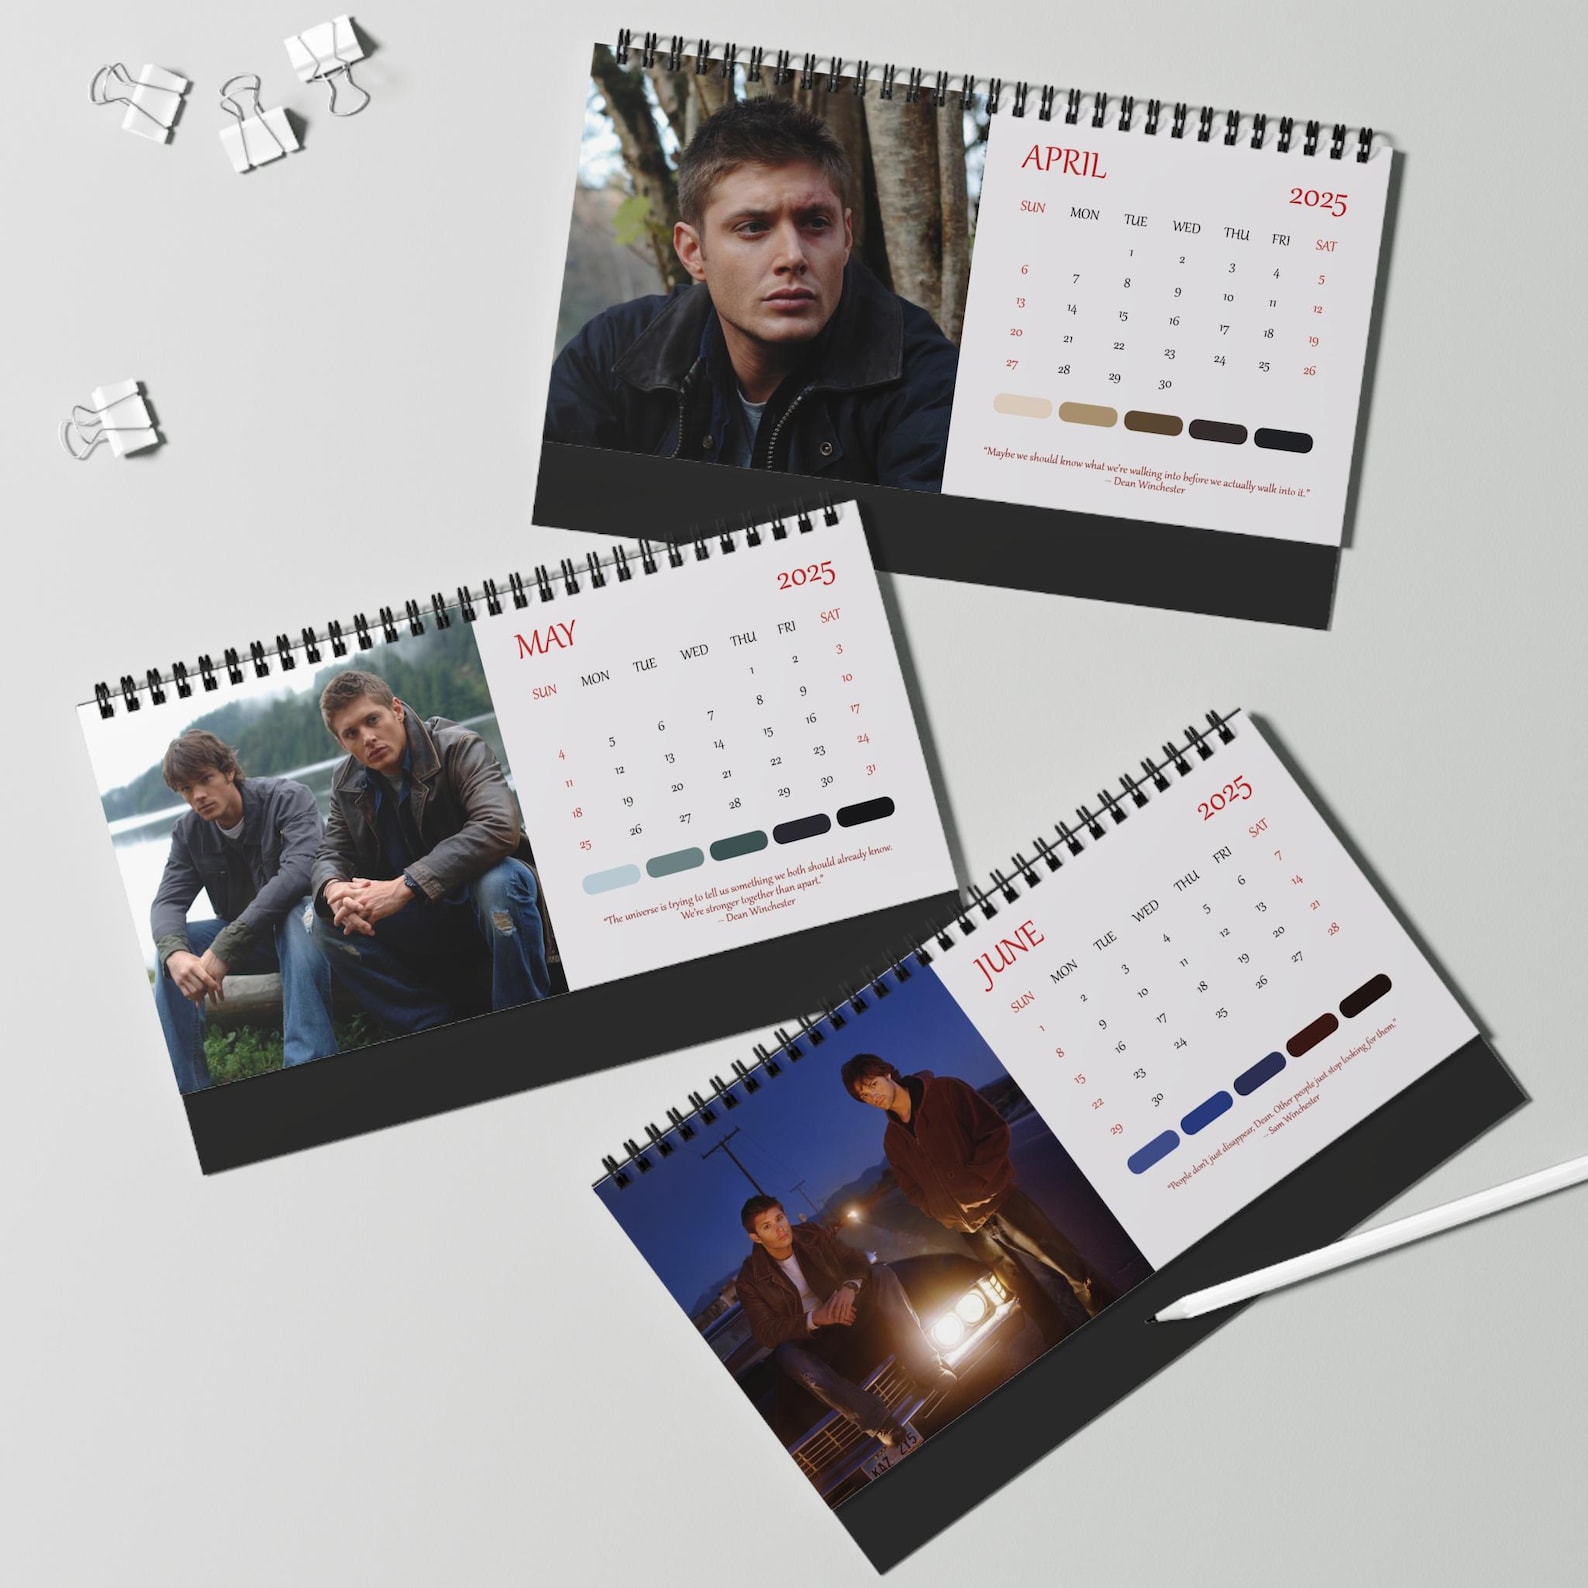 APRIL
2025
SUN MON TUE WED THU FRI SAT
1 2 3 4 5
6 7 8 9 10 11 12
13 14 15 16 17 18 19
20 21 22 23 24 25 26
27 28 29 30
"Maybe we should know what we're walking into before we actually walk into it."
– Dean Winchester
MAY
2025
SUN MON TUE WED THU FRI SAT
1 2 3
4 5 6 7 8 9 10
11 12 13 14 15 16 17
18 19 20 21 22 23 24
25 26 27 28 29 30 31
"The universe is trying to tell us something we both should already know.
We're stronger together than apart."
– Dean Winchester
JUNE
2025
SUN MON TUE WED THU FRI SAT
1 2 3 4 5 6 7
8 9 10 11 12 13 14
15 16 17 18 19 20 21
22 23 24 25 26 27 28
29 30
"People don't just disappear, Dean. Other people just stop looking for them."
– Sam Winchester
KAZ 2Y5